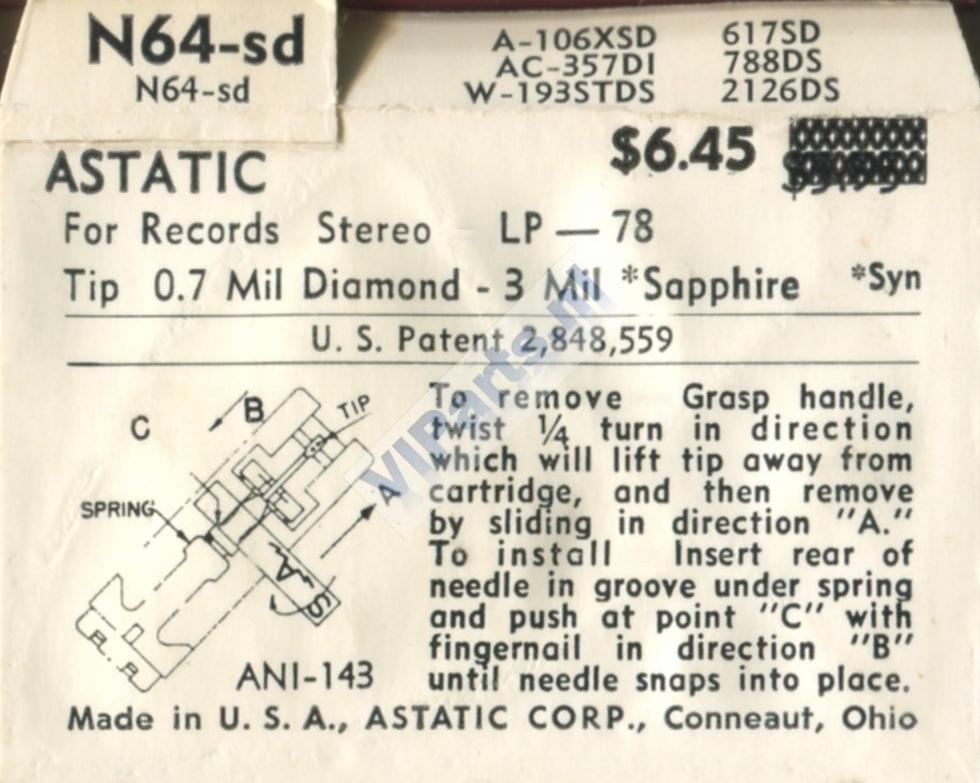 N64-sd
N64-sd
A-106XSD 617SD
AC-357DI 788DS
W-193STDS 2126DS
ASTATIC
$6.45
For Records Stereo LP — 78
Tip 0.7 Mil Diamond - 3 Mil *Sapphire *Syn
U. S. Patent 2,848,559
C
B
TIP
SPRING
A
A
S
R. R
ANI-143
To remove Grasp handle,
twist ¼ turn in direction
which will lift tip away from
cartridge, and then remove
by sliding in direction "A."
To install Insert rear of
needle in groove under spring
and push at point "C" with
fingernail in direction "B"
until needle snaps into place.
Made in U. S. A., ASTATIC CORP., Conneaut, Ohio
VIParts.nl